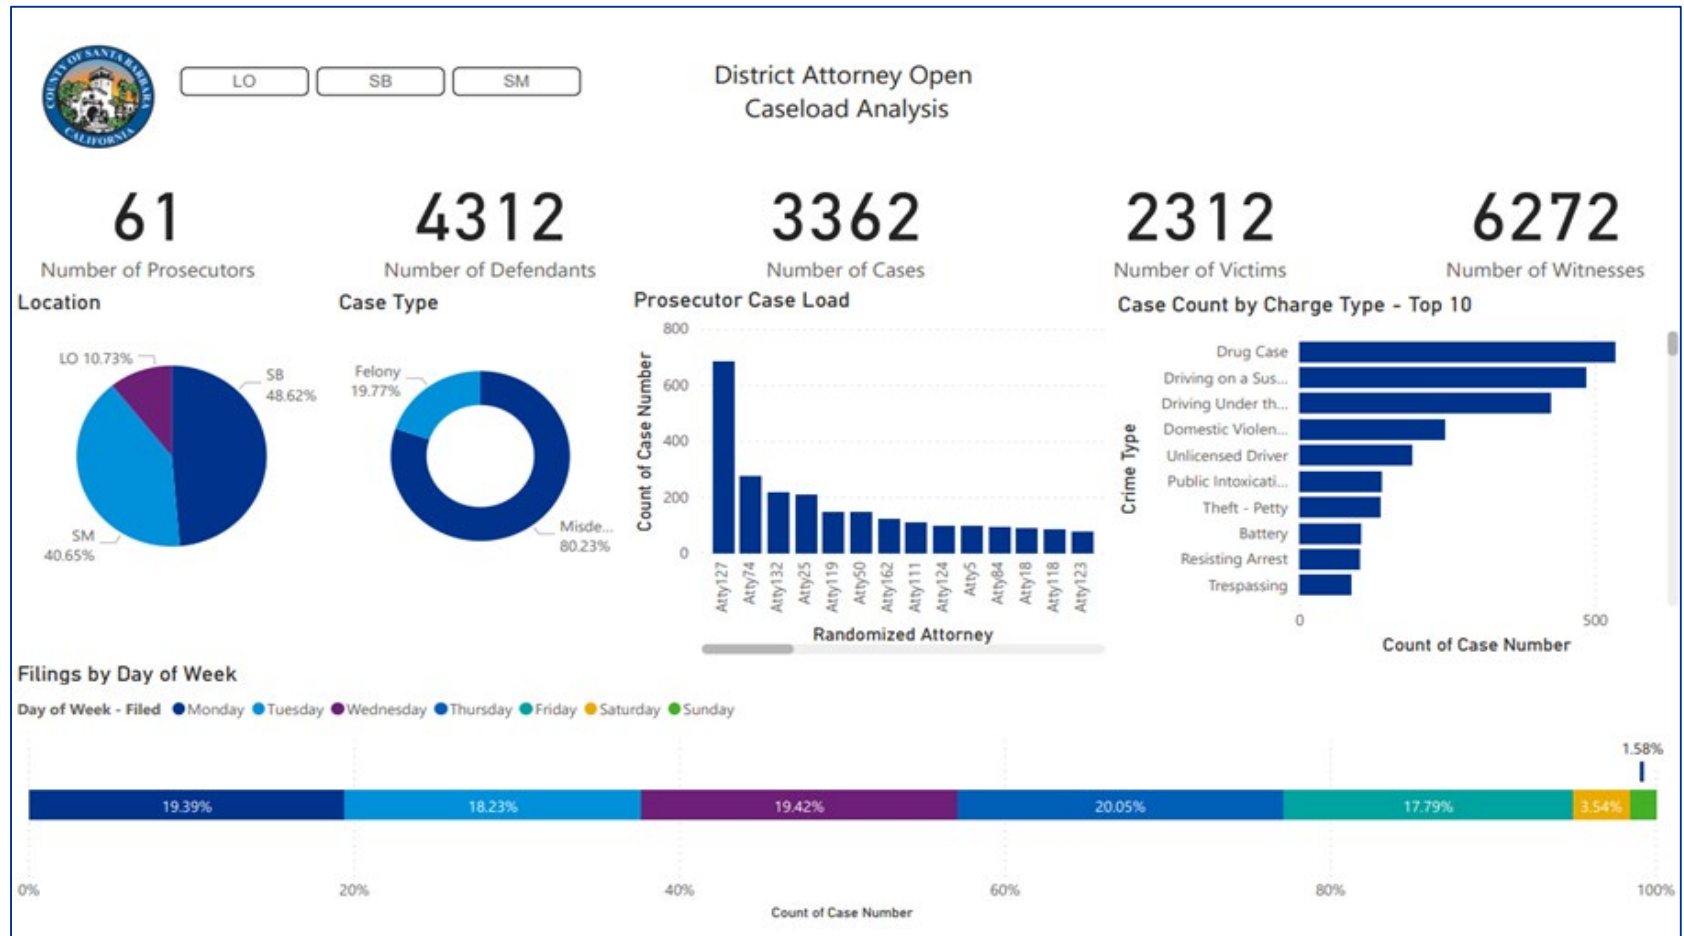 COUNTY OF SANTA BARBARA
CALIFORNIA
LO
SB
SM
District Attorney Open
Caseload Analysis
61
Number of Prosecutors
4312
Number of Defendants
3362
Number of Cases
2312
Number of Victims
6272
Number of Witnesses
Location
LO 10.73%
SB
48.62%
SM
40.65%
Case Type
Felony
19.77%
Misde...
80.23%
Prosecutor Case Load
Count of Case Number
800
600
400
200
0
Atty127
Atty74
Atty132
Atty25
Atty119
Atty50
Atty162
Atty111
Atty124
Atty5
Atty84
Atty18
Atty118
Atty123
Randomized Attorney
Case Count by Charge Type - Top 10
Crime Type
Drug Case
Driving on a Sus...
Driving Under th...
Domestic Violen...
Unlicensed Driver
Public Intoxicati...
Theft - Petty
Battery
Resisting Arrest
Trespassing
0
500
Count of Case Number
Filings by Day of Week
Day of Week - Filed Monday Tuesday Wednesday Thursday Friday Saturday Sunday
1.58%
19.39%
18.23%
19.42%
20.05%
17.79%
3.54%
0%
20%
40%
60%
80%
100%
Count of Case Number